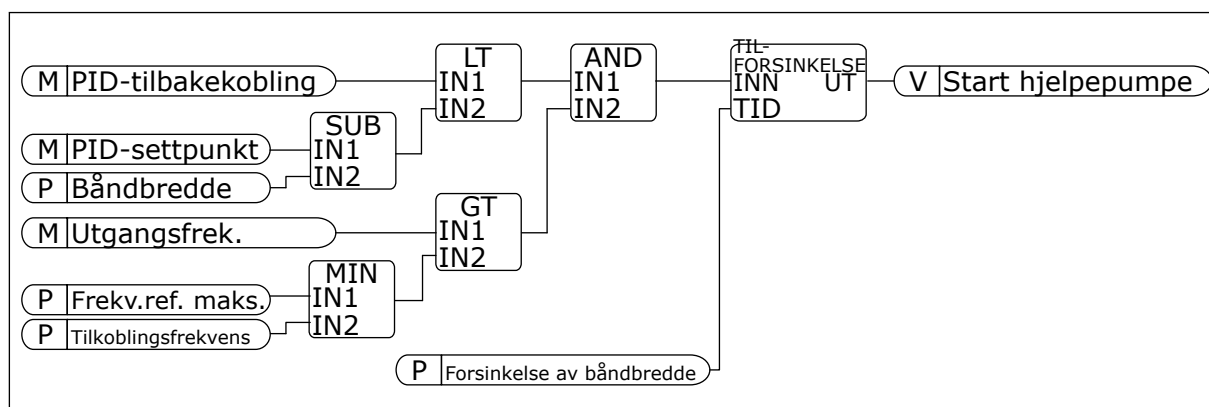 M PID-tilbakekobling
LT
IN1
IN2
AND
IN1
IN2
TIL-
FORSINKELSE
INN UT
TID
V Start hjelpepumpe
M PID-settpunkt
P Båndbredde
SUB
IN1
IN2
M Utgangsfrek.
GT
IN1
IN2
P Frekv.ref. maks.
P Tilkoblingsfrekvens
MIN
IN1
IN2
P Forsinkelse av båndbredde